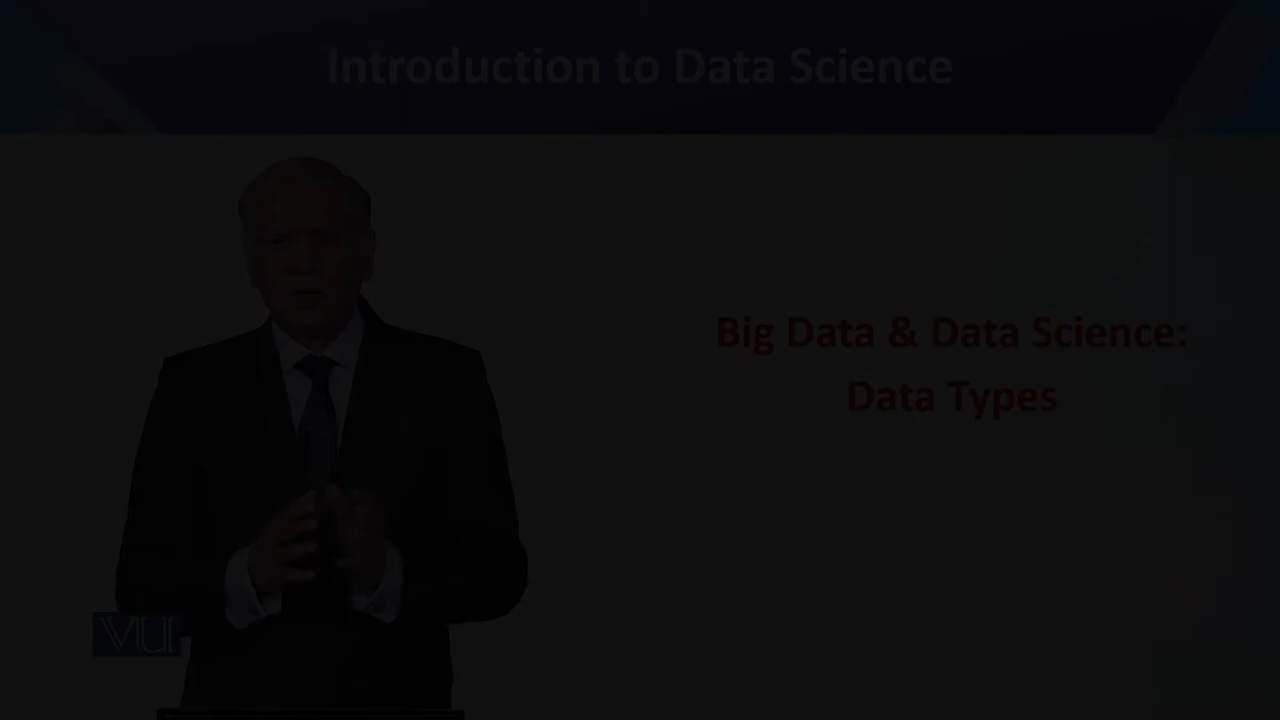 Introduction to Data Science
Big Data & Data Science:
Data Types
VU